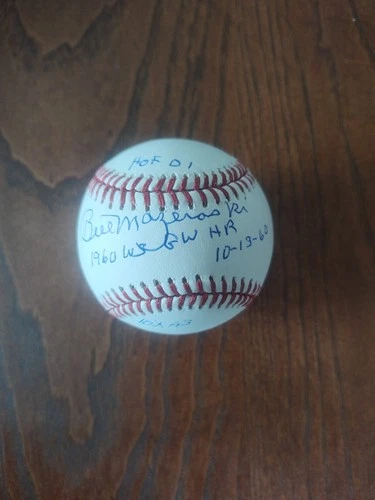 HOF 01
Bill Mazeroski
1960 WS GW HR
10-13-60